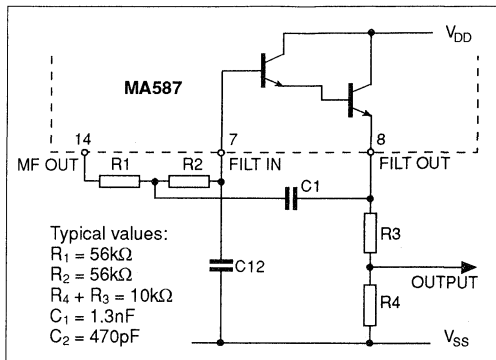 V_DD
MA587
14
7
8
MF OUT
R1
R2
FILT IN
FILT OUT
C1
Typical values:
R₁ = 56kΩ
R₂ = 56kΩ
R₄ + R₃ = 10kΩ
C₁ = 1.3nF
C₂ = 470pF
C12
R3
OUTPUT
R4
V_SS